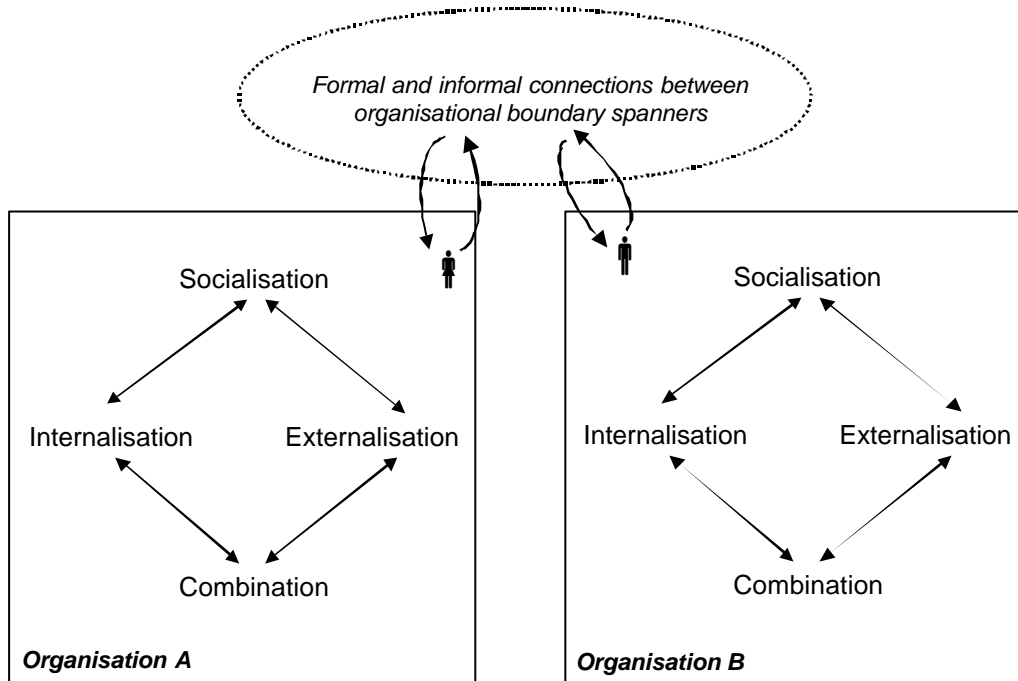 Formal and informal connections between
organisational boundary spanners
Socialisation
Internalisation
Externalisation
Combination
Organisation A
Socialisation
Internalisation
Externalisation
Combination
Organisation B